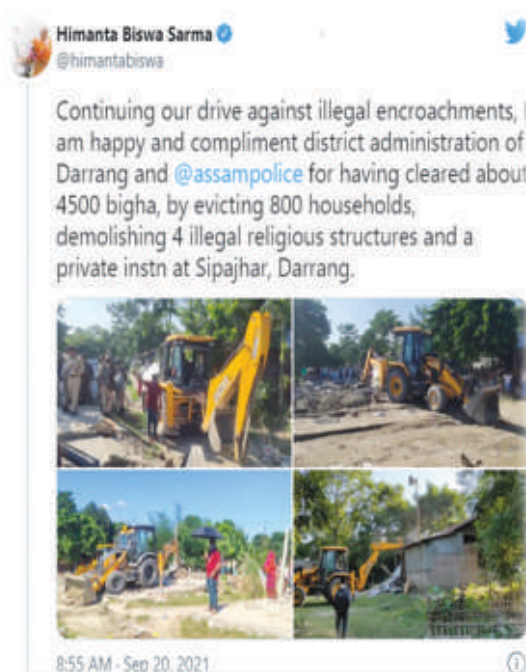 Himanta Biswa Sarma
@himantabiswa
Continuing our drive against illegal encroachments, I
am happy and compliment district administration of
Darrang and @assampolice for having cleared about
4500 bigha, by evicting 800 households,
demolishing 4 illegal religious structures and a
private instn at Sipajhar, Darrang.
8:55 AM · Sep 20, 2021